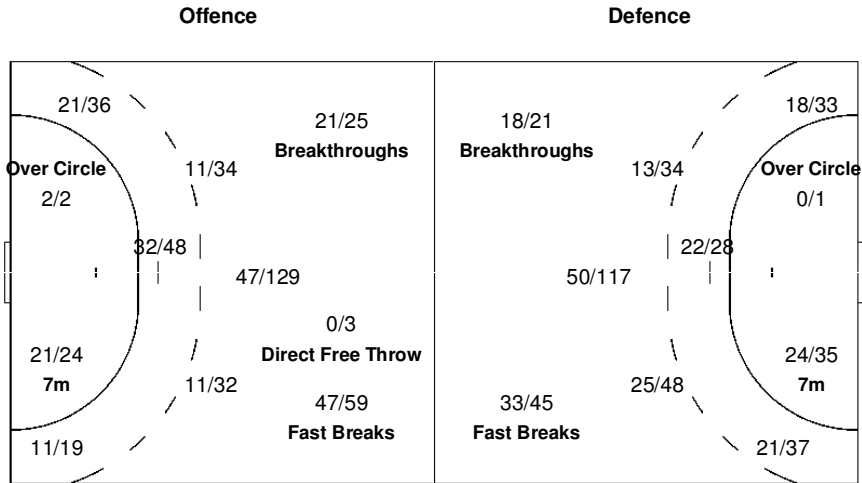 Offence Defence
21/36 18/33
21/25 18/21
Breakthroughs Breakthroughs
Over Circle 11/34 13/34 Over Circle
2/2 0/1
32/48 22/28
47/129 50/117
0/3
21/24 Direct Free Throw 24/35
7m 11/32 25/48 7m
47/59 33/45
Fast Breaks Fast Breaks
11/19 21/37